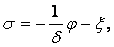 σ = −1/δ φ − ξ,